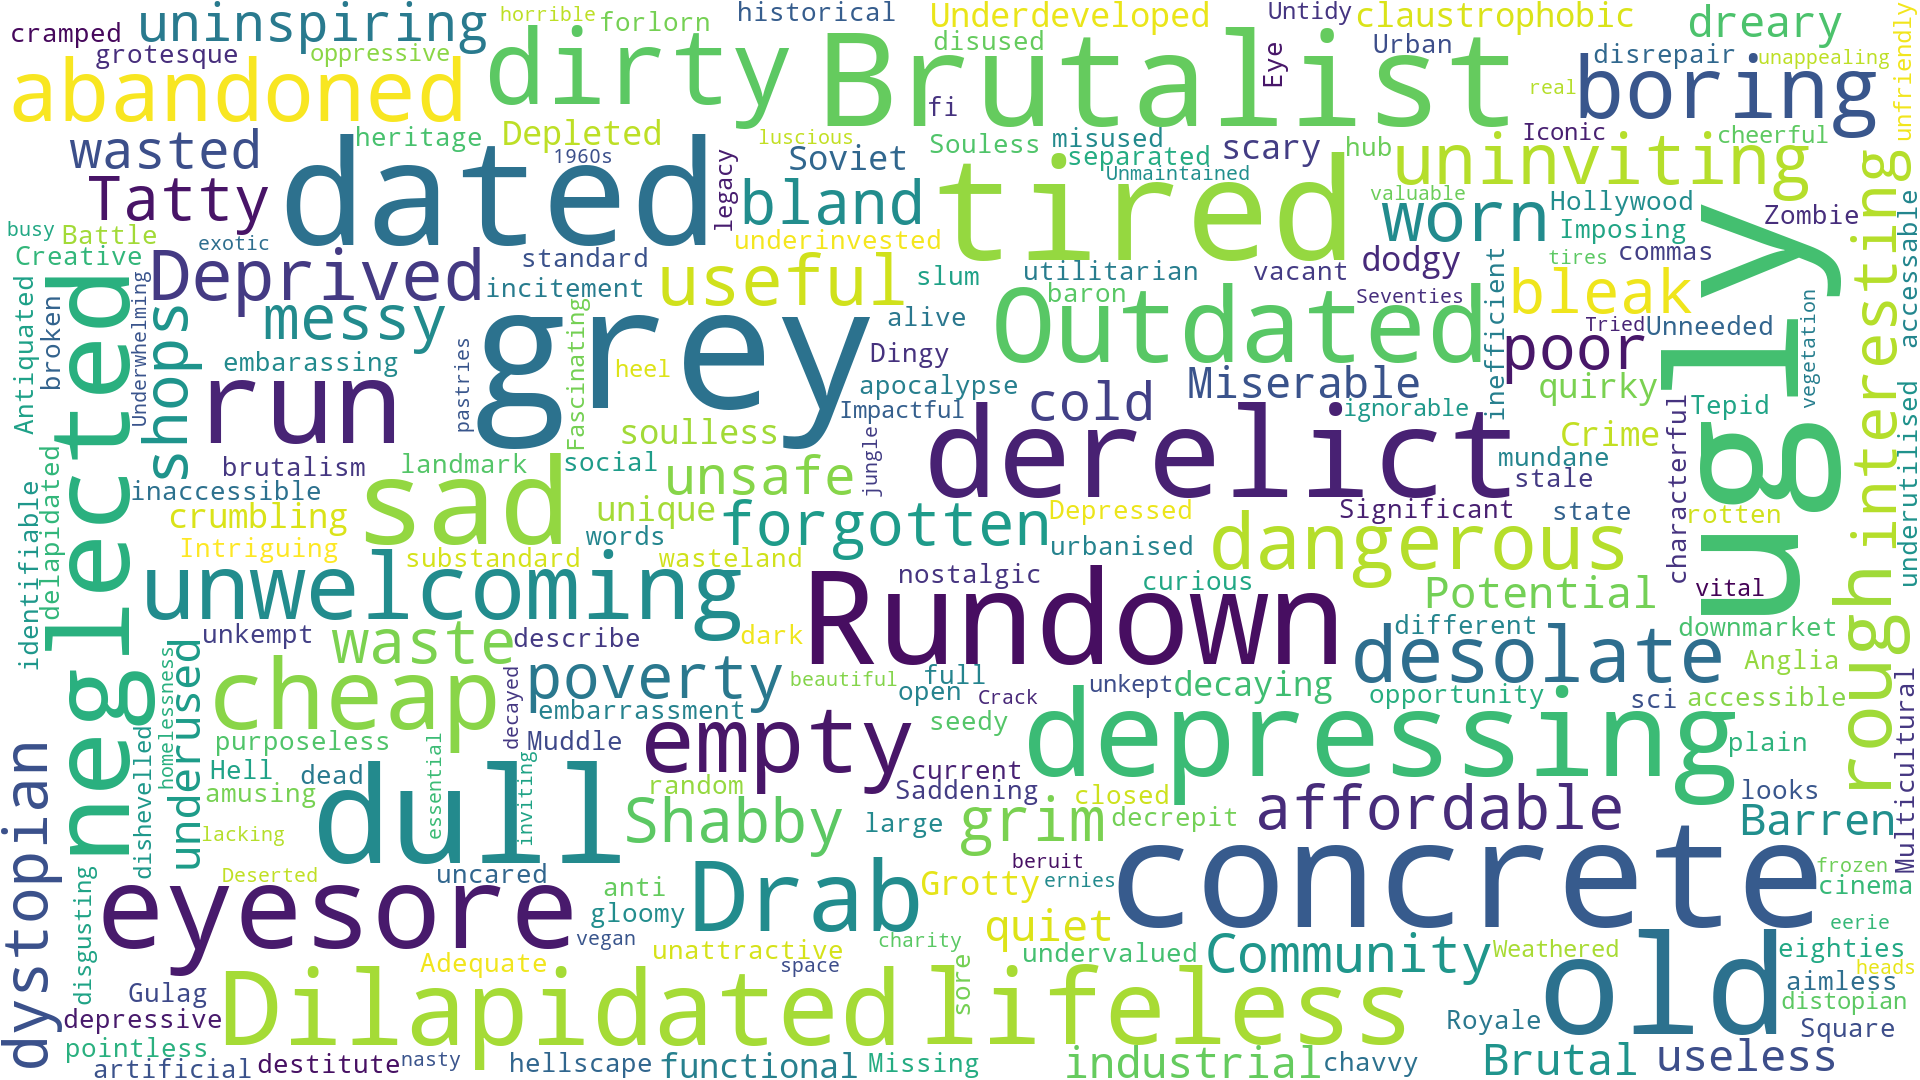 cramped
uninspiring
horrible
forlorn
historical
Underdeveloped
Untidy
claustrophobic
dreary
unfriendly
grotesque
oppressive
dirty
Brutalist
disused
Eye
Urban
disrepair
unappealing
abandoned
fi
real
boring
wasted
heritage
Depleted
1960s
luscious
Souless
misused
separated
Unmaintained
scary
hub
Iconic
cheerful
uninviting
Tatty
dated
legacy
Soviet
bland
tired
valuable
worn
Hollywood
Imposing
Zombie
busy
Battle
Creative
exotic
underinvested
commas
tires
interesting
accessable
Deprived
standard
incitement
useful
slum
utilitarian
baron
vacant
dodgy
Seventies
inefficient
bleak
ugly
Antiquated
broken
neglected
Underwhelming
shops
messy
embarassing
grey
Fascinating
alive
Dingy
Outdated
Tried
Unneeded
poor
vegetation
run
pastries
heel
apocalypse
Impactful
cold
Miserable
ignorable
quirky
Tepid
characterful
underutilised
brutalism
landmark
social
soulless
unsafe
jungle
derelict
Crime
mundane
stale
inaccessible
identifiable
delapidated
crumbling
sad
unique
words
forgotten
Depressed
urbanised
Significant
state
rotten
dangerous
Intriguing
substandard
wasteland
unwelcoming
nostalgic
curious
Potential
vital
rough
unkempt
waste
describe
dark
Rundown
different
downmarket
desolate
Anglia
underused
homelessness
cheap
decayed
poverty
embarrassment
beautiful
full
open
Crack
unkept
decaying
opportunity
sci
accessible
Multicultural
dystopian
dishevelled
purposeless
Hell
amusing
dead
essential
Muddle
inviting
empty
seedy
current
Saddening
depressing
plain
random
closed
looks
lacking
dull
Shabby
large
grim
decrepit
affordable
Barren
disgusting
Deserted
uncared
anti
gloomy
Drab
Grotty
beruit
ernies
concrete
frozen
cinema
eyesore
vegan
unattractive
charity
quiet
undervalued
Community
Weathered
eerie
eighties
Adequate
space
sore
heads
Gulag
Dilapidated
lifeless
old
aimless
distopian
depressive
Royale
Square
pointless
artificial
destitute
nasty
hellscape
functional
Missing
industrial
chavvy
Brutal
useless